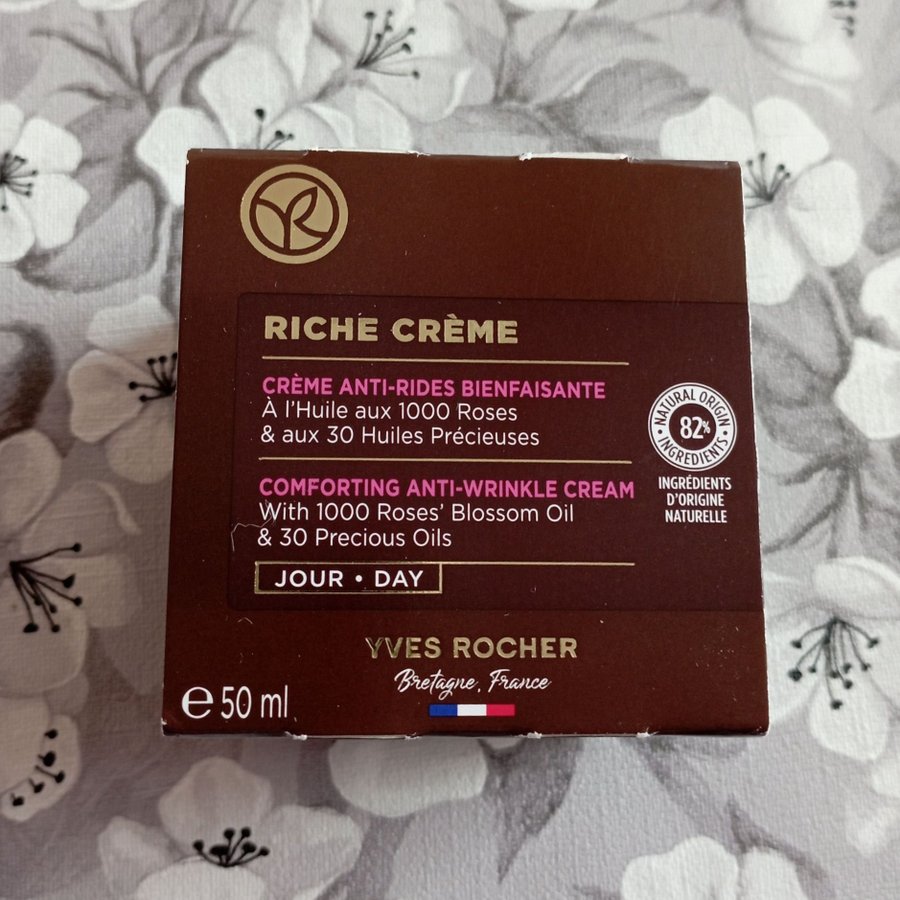 RICHE CRÈME
CRÈME ANTI-RIDES BIENFAISANTE
À l'Huile aux 1000 Roses
& aux 30 Huiles Précieuses
COMFORTING ANTI-WRINKLE CREAM
With 1000 Roses' Blossom Oil
& 30 Precious Oils
JOUR • DAY
NATURAL ORIGIN
82%
INGREDIENTS
INGRÉDIENTS
D'ORIGINE
NATURELLE
YVES ROCHER
Bretagne, France
℮ 50 ml